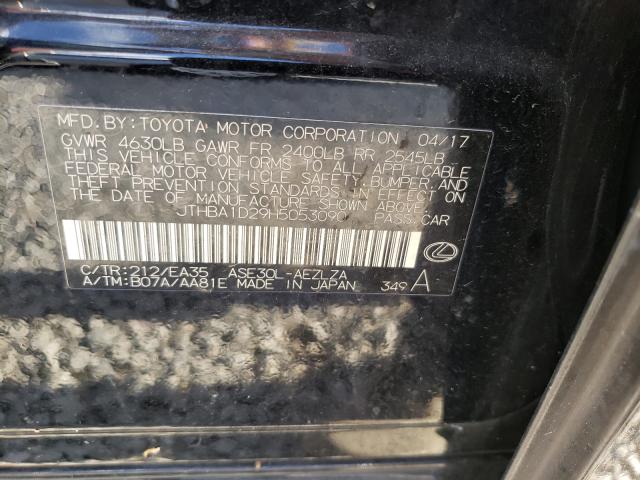 MFD. BY: TOYOTA MOTOR CORPORATION 04/17
GVWR 4630LB GAWR FR 2400LB RR 2545LB
THIS VEHICLE CONFORMS TO ALL APPLICABLE
FEDERAL MOTOR VEHICLE SAFETY, BUMPER, AND
THEFT PREVENTION STANDARDS IN EFFECT ON
THE DATE OF MANUFACTURE SHOWN ABOVE.
JTHBA1D29H5053090 PASS. CAR
C/TR: 212/EA35 ASE30L-AEZLZA
A/TM: B07A/AA81E MADE IN JAPAN 349 A